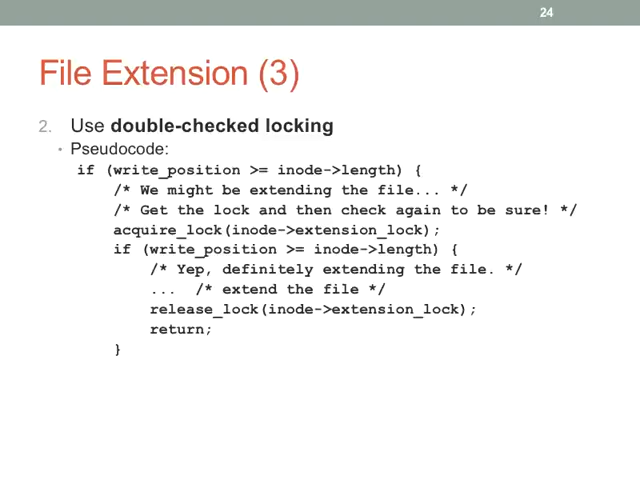 24
File Extension (3)
2. Use double-checked locking
• Pseudocode:
if (write_position >= inode->length) {
/* We might be extending the file... */
/* Get the lock and then check again to be sure! */
acquire_lock(inode->extension_lock);
if (write_position >= inode->length) {
/* Yep, definitely extending the file. */
... /* extend the file */
release_lock(inode->extension_lock);
return;
}